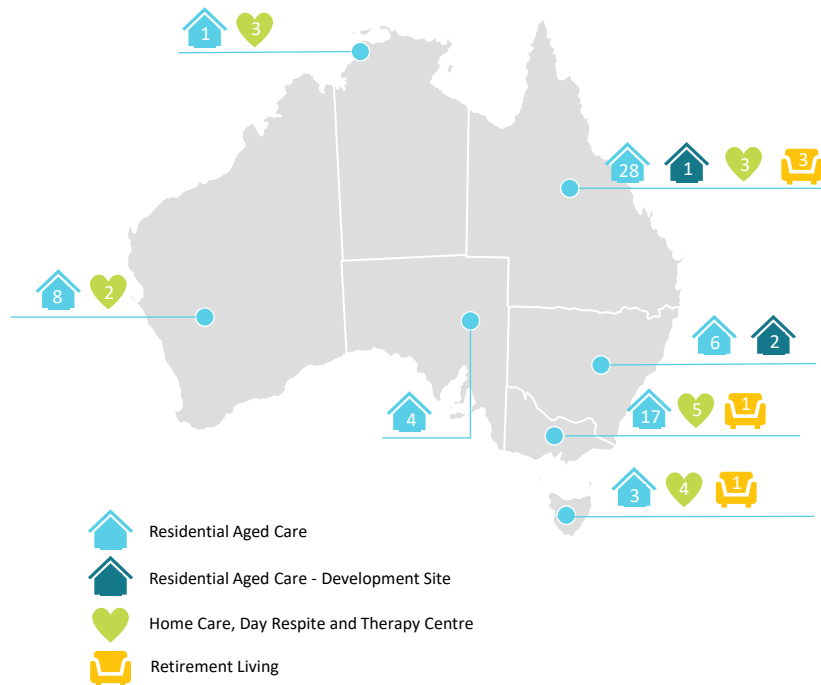 1 3
28 1 3 3
8 2
6 2
4
17 5 1
3 4 1
Residential Aged Care
Residential Aged Care - Development Site
Home Care, Day Respite and Therapy Centre
Retirement Living